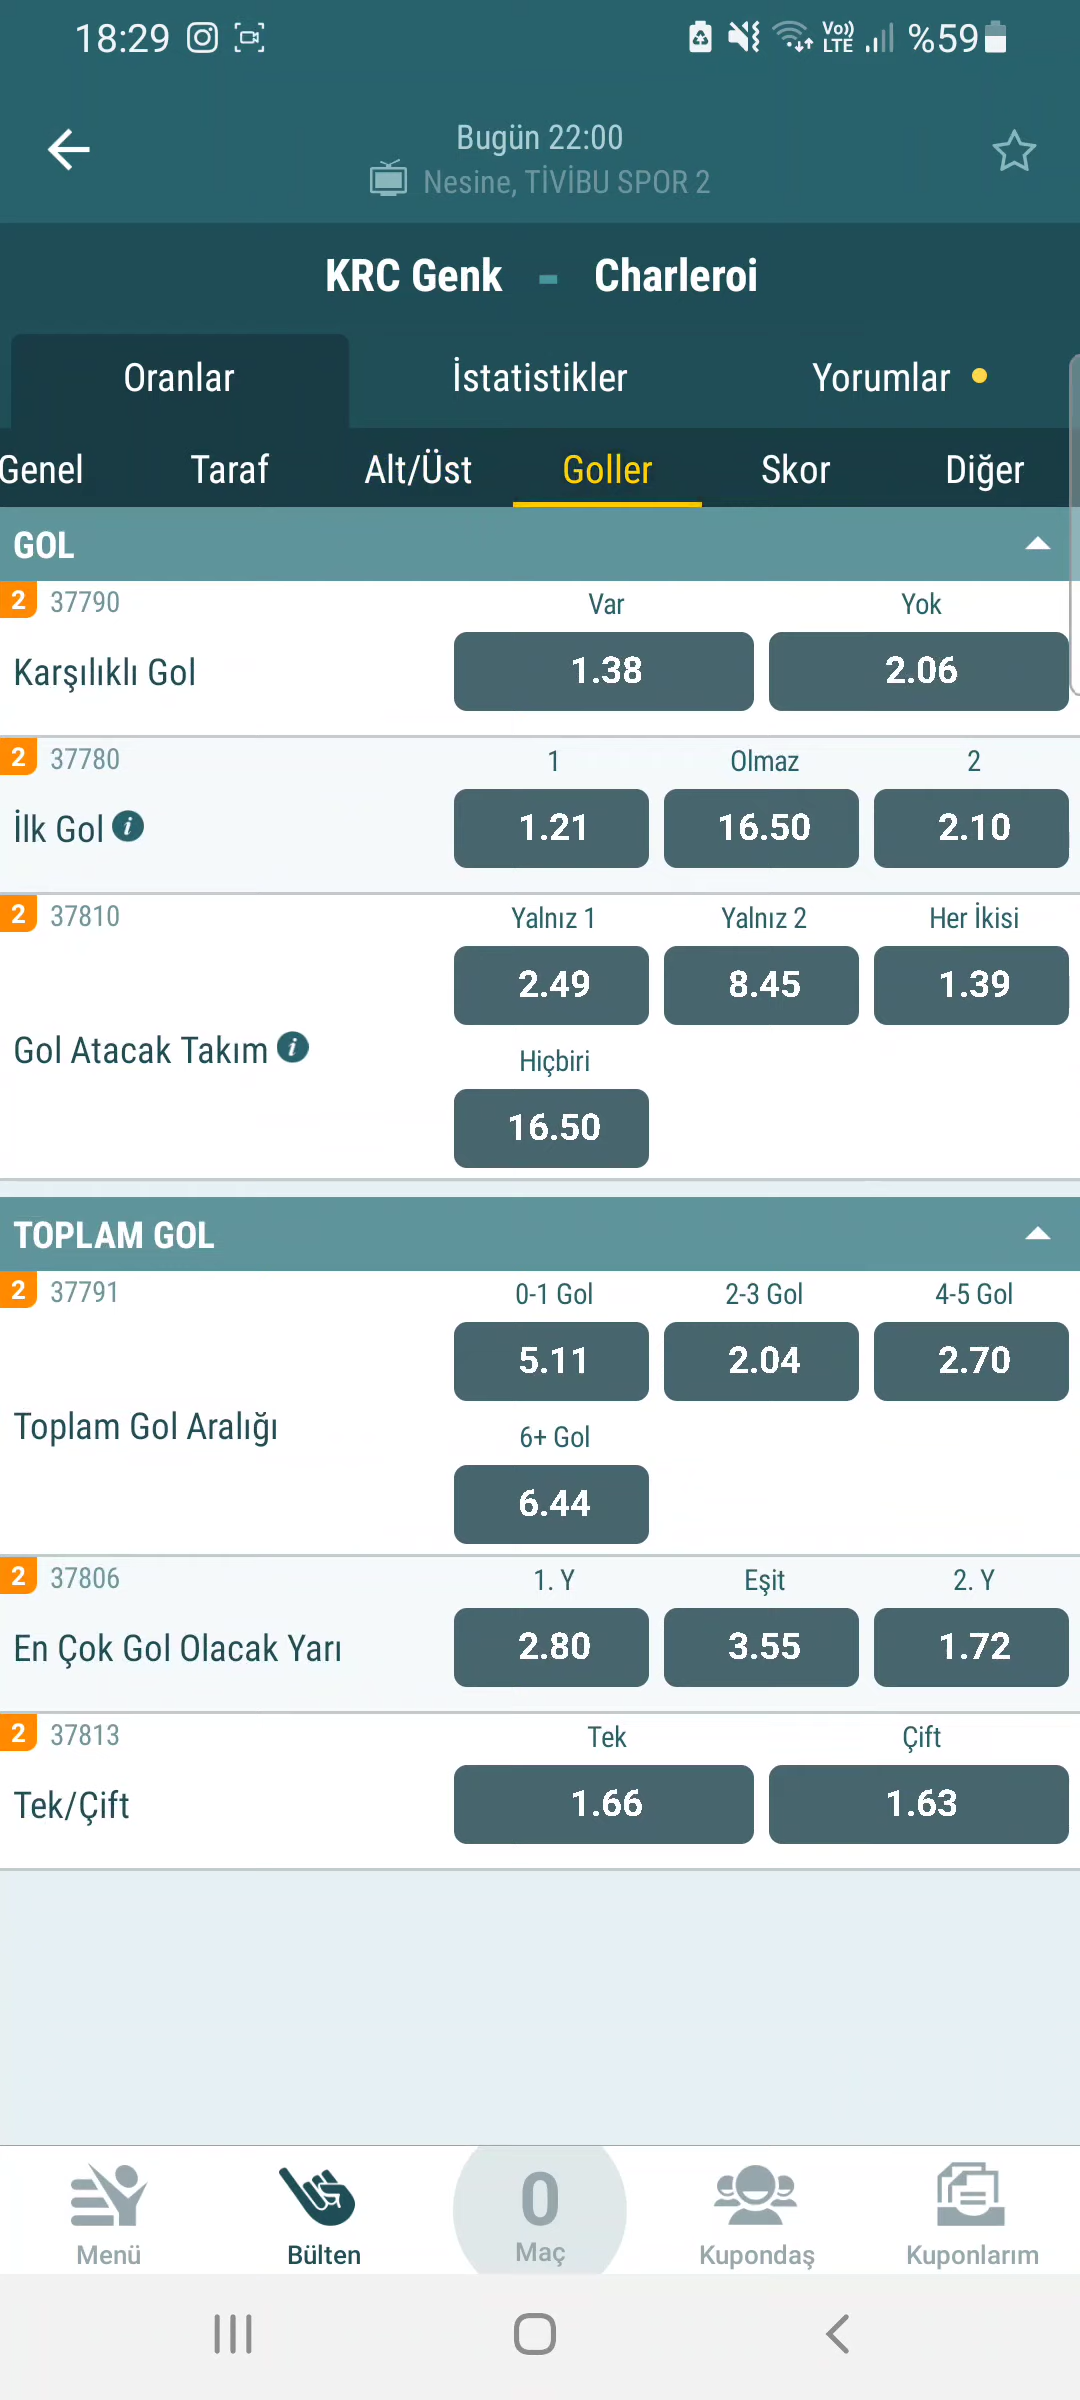 18:29 Vo)) LTE %59
Bugün 22:00
Nesine, TİVİBU SPOR 2
KRC Genk - Charleroi
Oranlar İstatistikler Yorumlar
Genel Taraf Alt/Üst Goller Skor Diğer
GOL
2 37790 Var Yok
Karşılıklı Gol 1.38 2.06
2 37780 1 Olmaz 2
İlk Gol i 1.21 16.50 2.10
2 37810 Yalnız 1 Yalnız 2 Her İkisi
2.49 8.45 1.39
Gol Atacak Takım i Hiçbiri
16.50
TOPLAM GOL
2 37791 0-1 Gol 2-3 Gol 4-5 Gol
5.11 2.04 2.70
Toplam Gol Aralığı 6+ Gol
6.44
2 37806 1. Y Eşit 2. Y
En Çok Gol Olacak Yarı 2.80 3.55 1.72
2 37813 Tek Çift
Tek/Çift 1.66 1.63
0
Menü Bülten Maç Kupondaş Kuponlarım